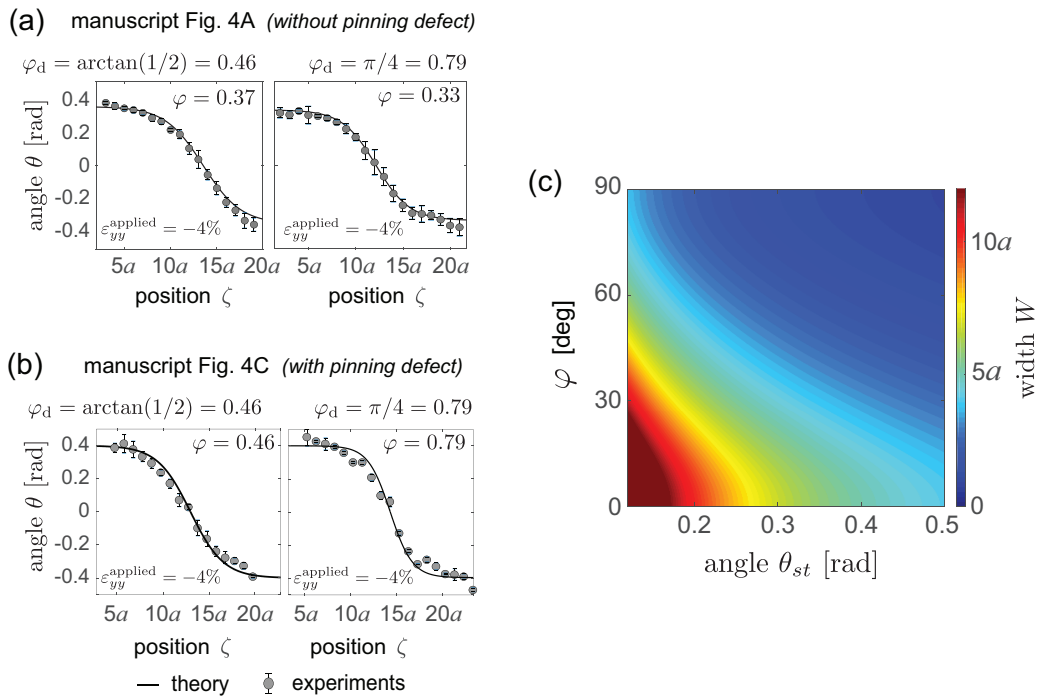 (a) manuscript Fig. 4A (without pinning defect)
φ_d = arctan(1/2) = 0.46 φ_d = π/4 = 0.79
φ = 0.37 φ = 0.33
angle θ [rad]
0.4
0.2
0
-0.2
-0.4
ε_yy^applied = −4% ε_yy^applied = −4%
5a 10a 15a 20a 5a 10a 15a 20a
position ζ position ζ
(b) manuscript Fig. 4C (with pinning defect)
φ_d = arctan(1/2) = 0.46 φ_d = π/4 = 0.79
φ = 0.46 φ = 0.79
angle θ [rad]
0.4
0.2
0
-0.2
-0.4
ε_yy^applied = −4% ε_yy^applied = −4%
5a 10a 15a 20a 5a 10a 15a 20a
position ζ position ζ
theory experiments
(c)
φ [deg]
90
60
30
0
0.2 0.3 0.4 0.5
angle θ_st [rad]
10a
5a
0
width W